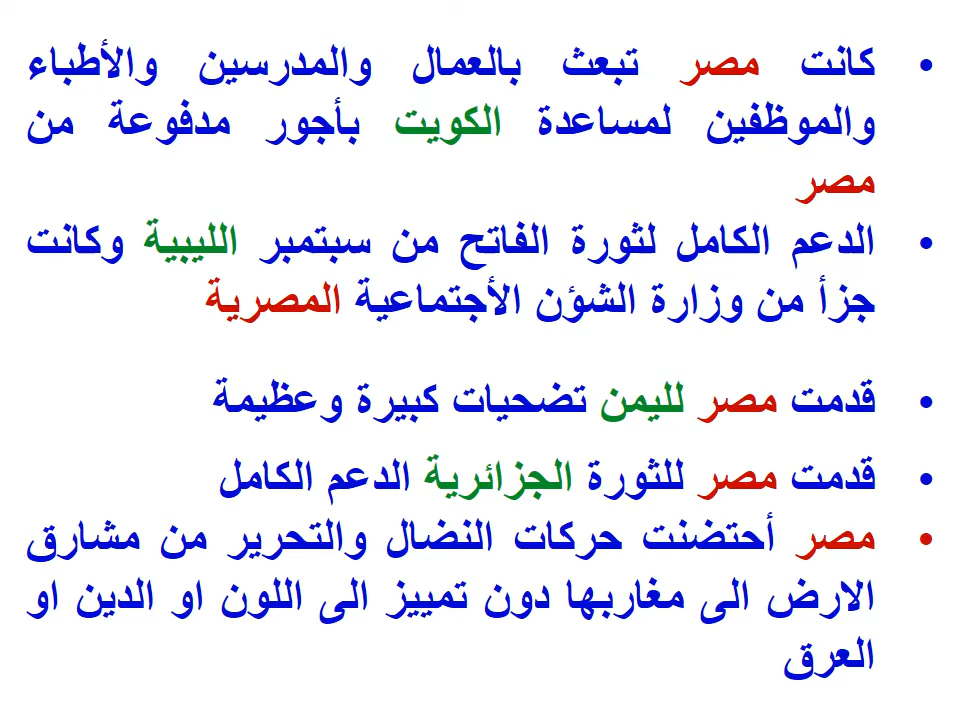 • كانت مصر تبعث بالعمال والمدرسين والأطباء
والموظفين لمساعدة الكويت بأجور مدفوعة من
مصر
• الدعم الكامل لثورة الفاتح من سبتمبر الليبية وكانت
جزأ من وزارة الشؤن الأجتماعية المصرية
• قدمت مصر لليمن تضحيات كبيرة وعظيمة
• قدمت مصر للثورة الجزائرية الدعم الكامل
• مصر أحتضنت حركات النضال والتحرير من مشارق
الارض الى مغاربها دون تمييز الى اللون او الدين او
العرق